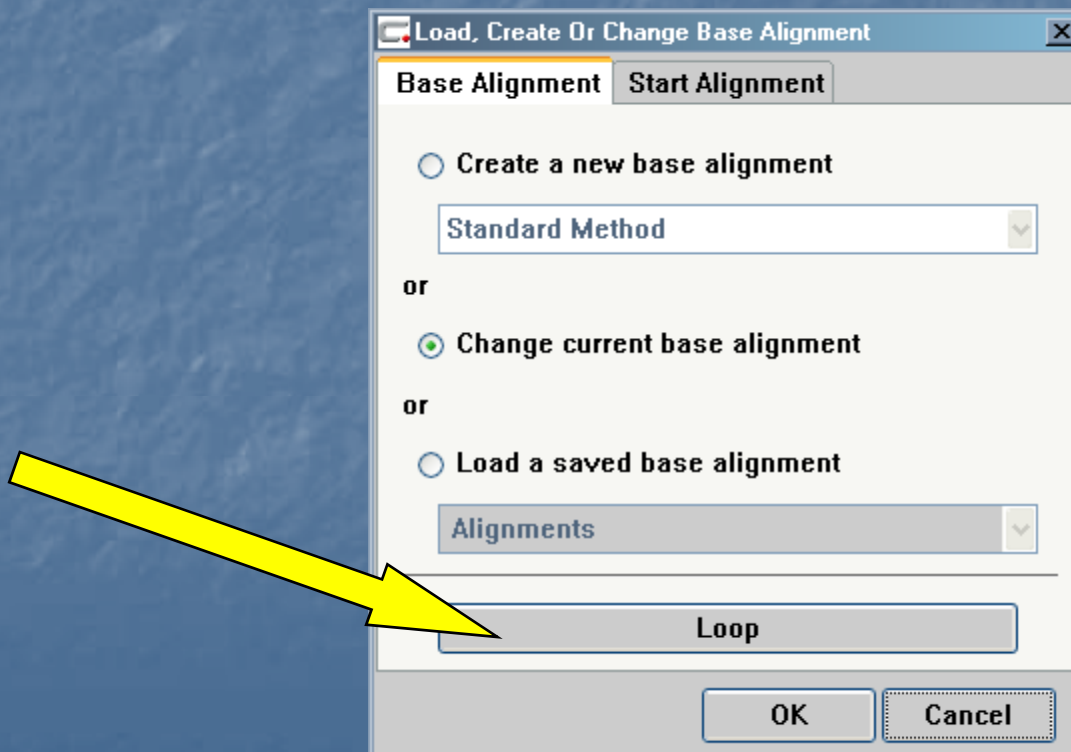 Load, Create Or Change Base Alignment
Base Alignment Start Alignment
Create a new base alignment
Standard Method
or
Change current base alignment
or
Load a saved base alignment
Alignments
Loop
OK Cancel